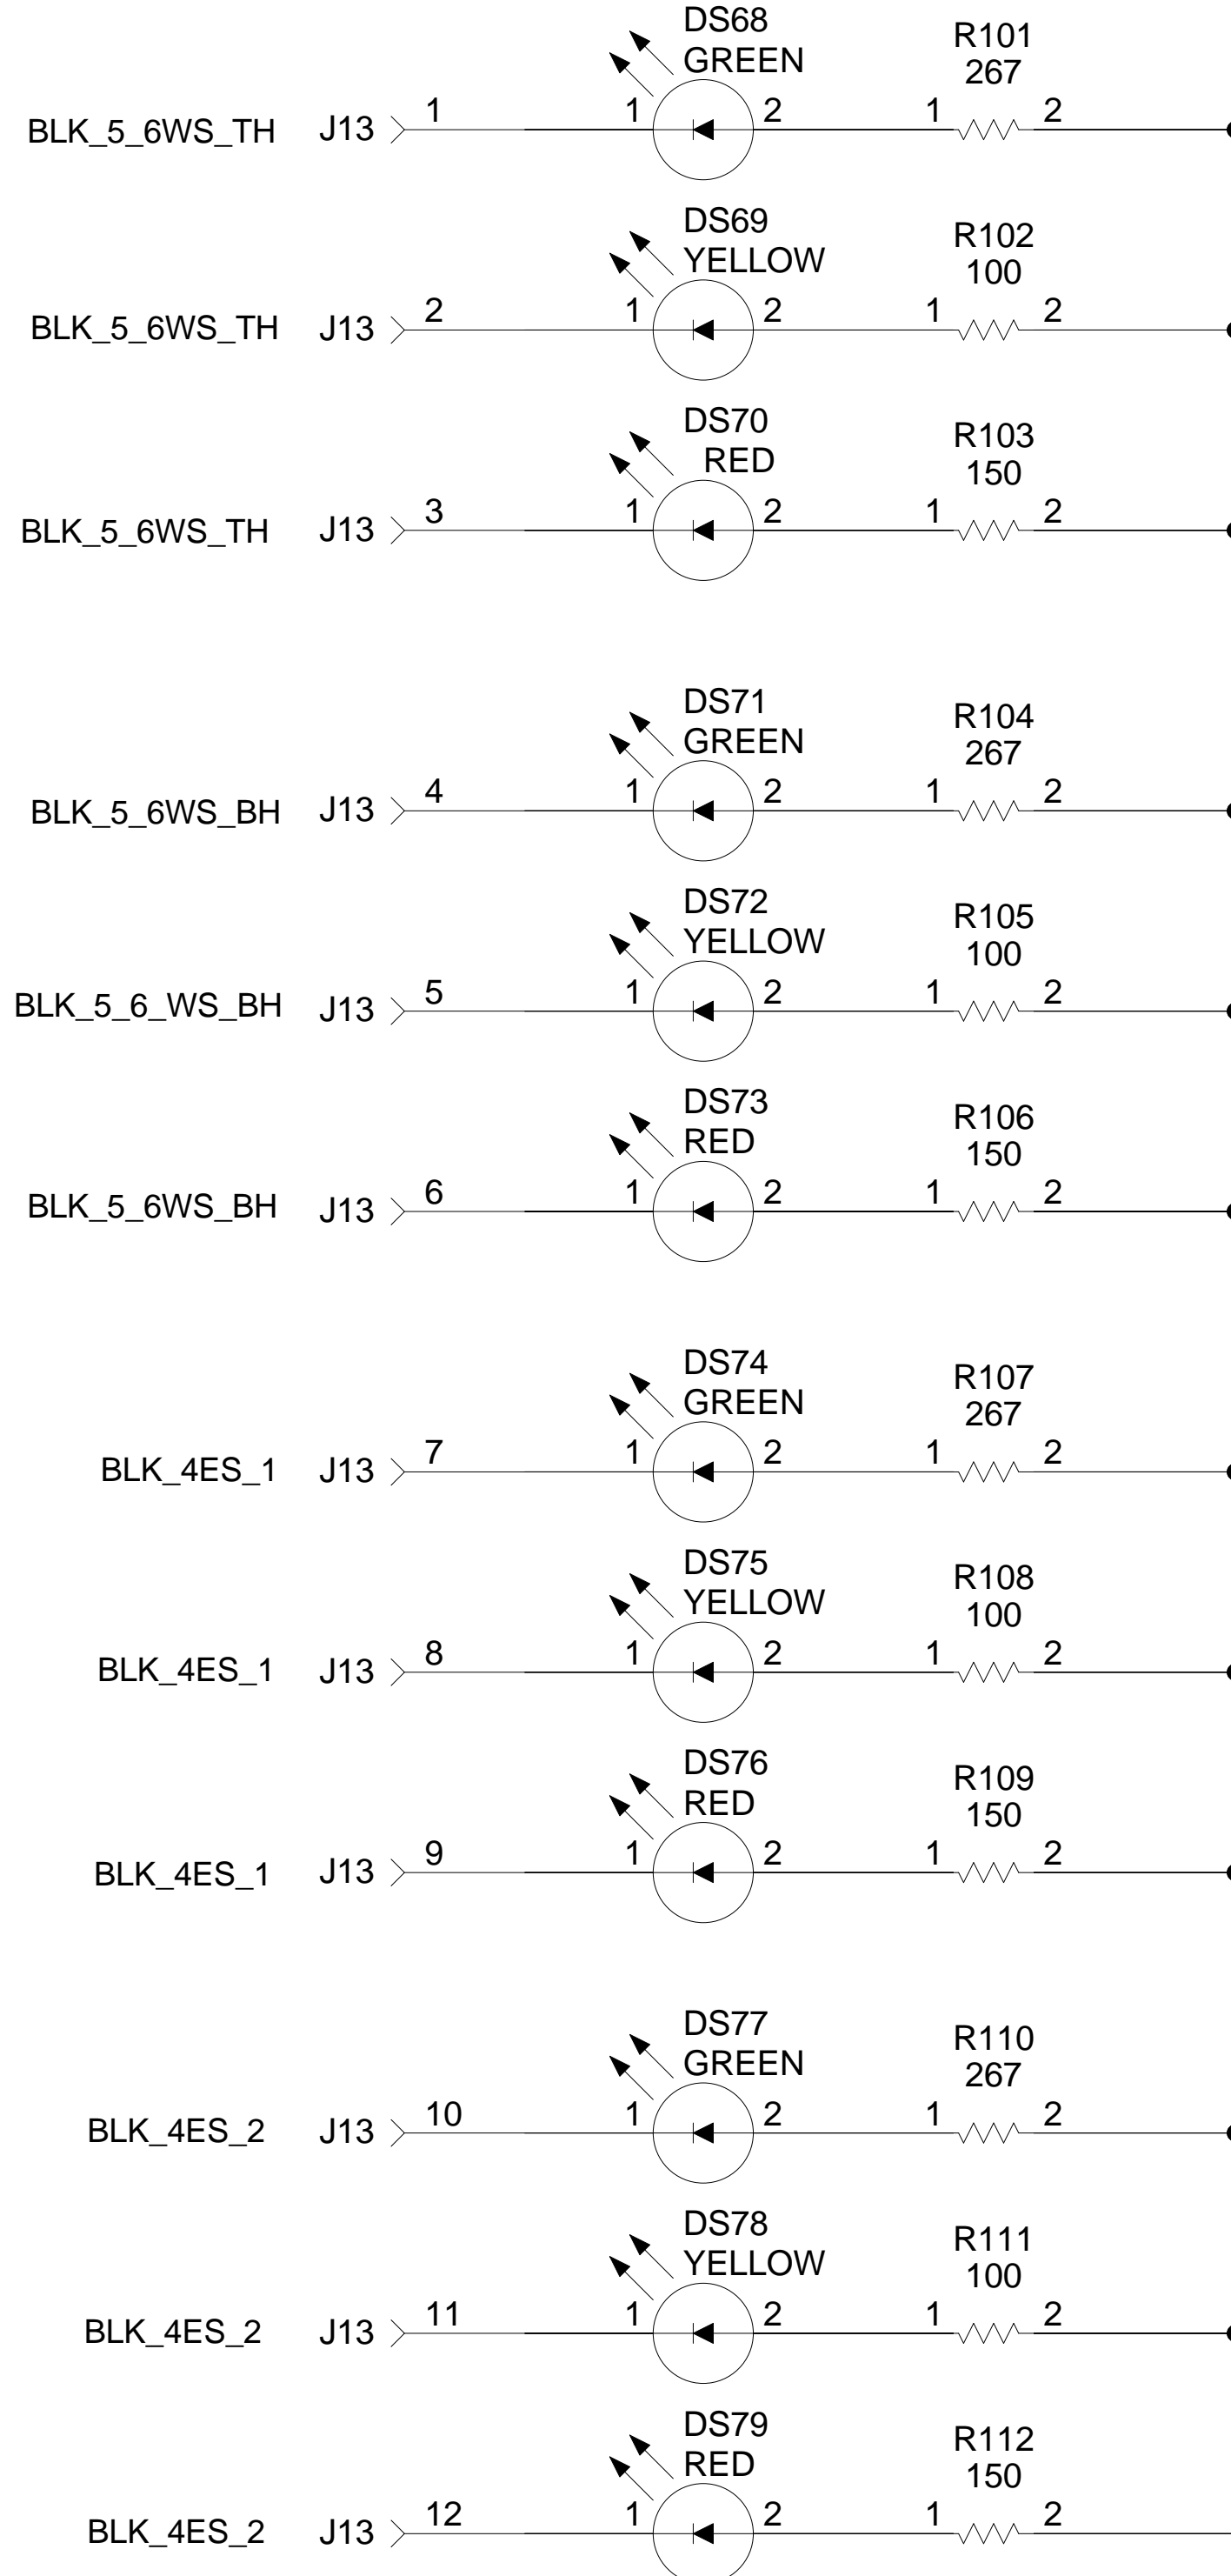 DS68
GREEN
R101
267
BLK_5_6WS_TH J13 1 1 2 1 2
DS69
YELLOW
R102
100
BLK_5_6WS_TH J13 2 1 2 1 2
DS70
RED
R103
150
BLK_5_6WS_TH J13 3 1 2 1 2
DS71
GREEN
R104
267
BLK_5_6WS_BH J13 4 1 2 1 2
DS72
YELLOW
R105
100
BLK_5_6_WS_BH J13 5 1 2 1 2
DS73
RED
R106
150
BLK_5_6WS_BH J13 6 1 2 1 2
DS74
GREEN
R107
267
BLK_4ES_1 J13 7 1 2 1 2
DS75
YELLOW
R108
100
BLK_4ES_1 J13 8 1 2 1 2
DS76
RED
R109
150
BLK_4ES_1 J13 9 1 2 1 2
DS77
GREEN
R110
267
BLK_4ES_2 J13 10 1 2 1 2
DS78
YELLOW
R111
100
BLK_4ES_2 J13 11 1 2 1 2
DS79
RED
R112
150
BLK_4ES_2 J13 12 1 2 1 2